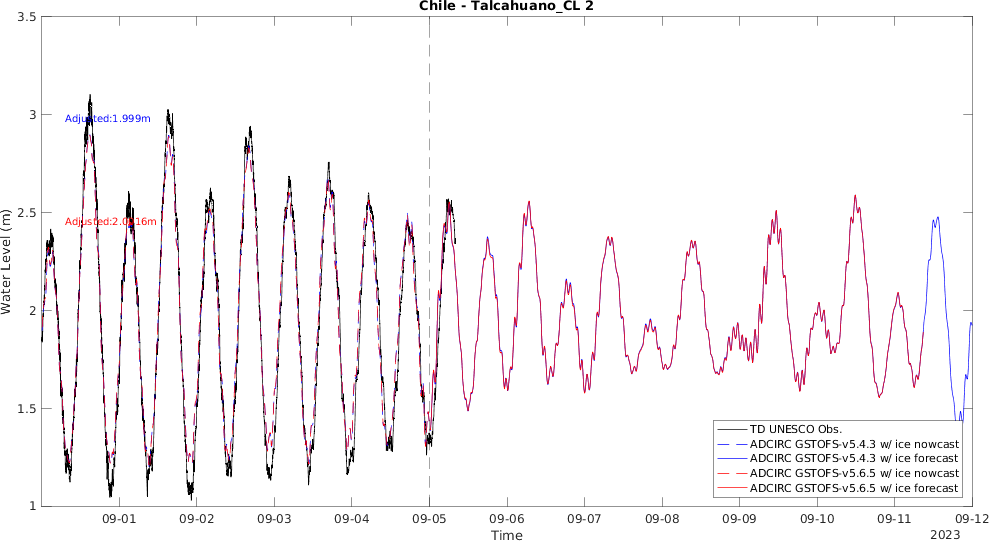 Chile - Talcahuano_CL 2
3.5
3
2.5
2
1.5
1
Water Level (m)
Adjusted:1.999m
09-01
09-02
09-03
09-04
09-05
09-06
09-07
09-08
09-09
09-10
09-11
09-12
Time
2023
TD UNESCO Obs.
ADCIRC GSTOFS-v5.4.3 w/ ice nowcast
ADCIRC GSTOFS-v5.4.3 w/ ice forecast
ADCIRC GSTOFS-v5.6.5 w/ ice nowcast
ADCIRC GSTOFS-v5.6.5 w/ ice forecast